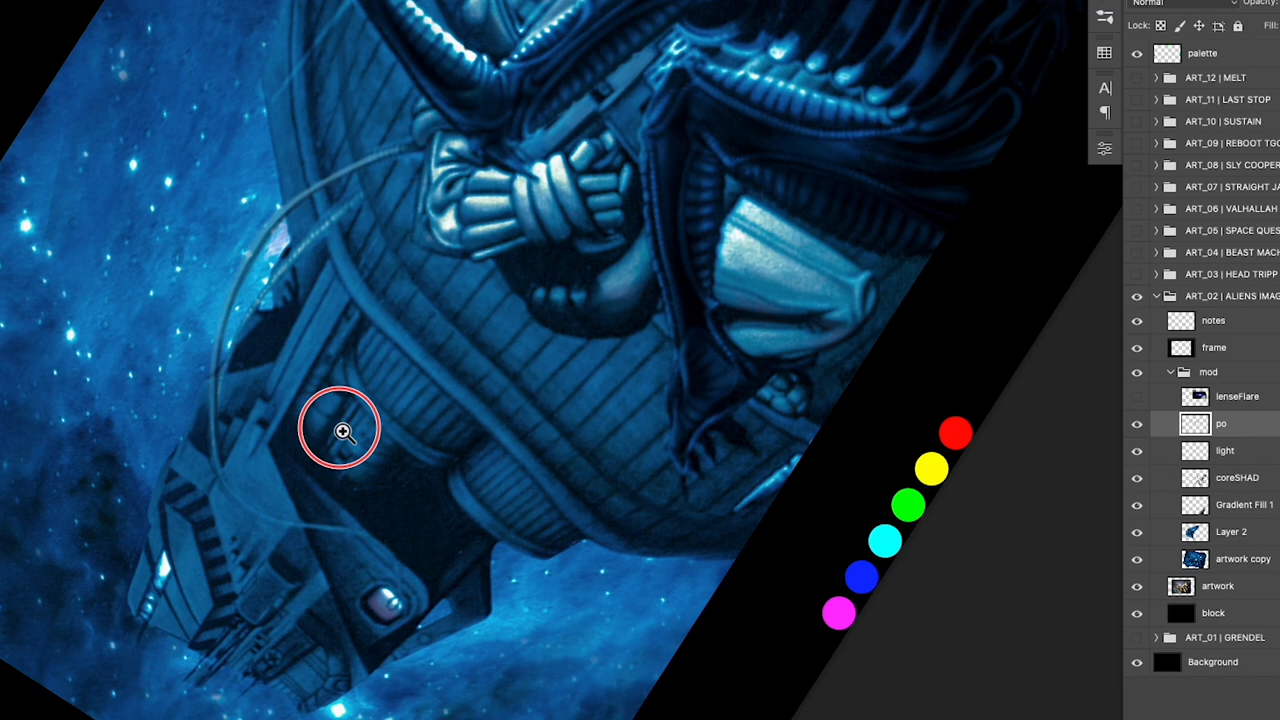 Normal
Opacity:
Lock:
Fill:
palette
ART_12 | MELT
ART_11 | LAST STOP
ART_10 | SUSTAIN
ART_09 | REBOOT TGO
ART_08 | SLY COOPER
ART_07 | STRAIGHT JA
ART_06 | VALHALLAH
ART_05 | SPACE QUES
ART_04 | BEAST MACH
ART_03 | HEAD TRIPP
ART_02 | ALIENS IMAG
notes
frame
mod
lenseFlare
po
light
coreSHAD
Gradient Fill 1
Layer 2
artwork copy
artwork
block
ART_01 | GRENDEL
Background